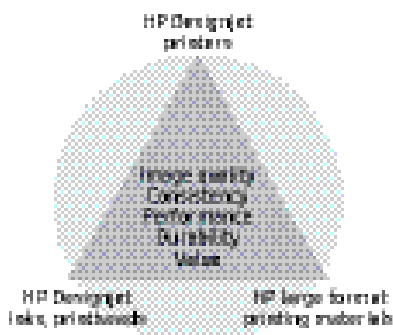 HP Designjet
printers
Image quality
Consistency
Performance
Durability
Value
HP Designjet
inks, printheads
HP large format
printing materials